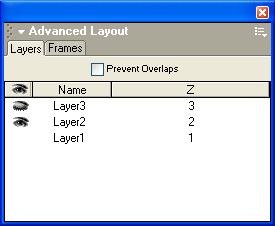 Advanced Layout
Layers Frames
Prevent Overlaps
Name Z
Layer3 3
Layer2 2
Layer1 1